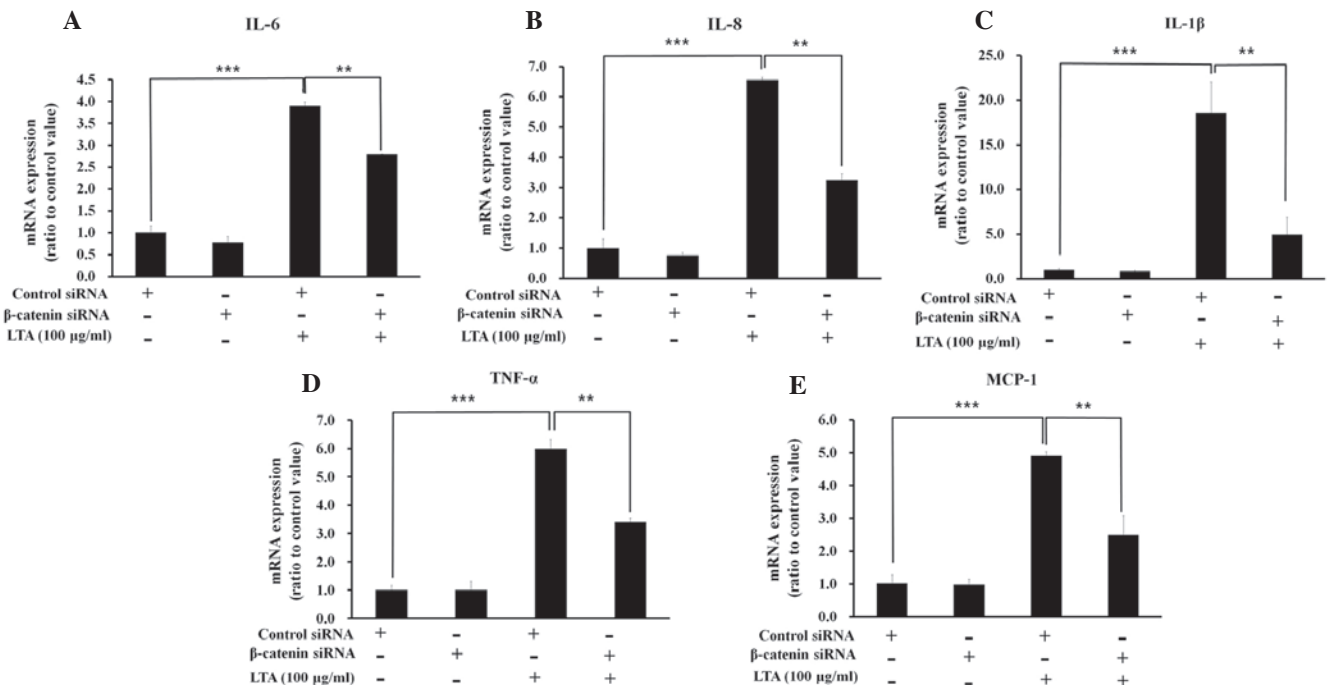 A
IL-6
***
**
mRNA expression
(ratio to control value)
4.5
4.0
3.5
3.0
2.5
2.0
1.5
1.0
0.5
0.0
Control siRNA + - + -
β-catenin siRNA - + - +
LTA (100 μg/ml) - - + +
B
IL-8
***
**
mRNA expression
(ratio to control value)
7.0
6.0
5.0
4.0
3.0
2.0
1.0
0.0
Control siRNA + - + -
β-catenin siRNA - + - +
LTA (100 μg/ml) - - + +
C
IL-1β
***
**
mRNA expression
(ratio to control value)
25.0
20.0
15.0
10.0
5.0
0.0
Control siRNA + - + -
β-catenin siRNA - + - +
LTA (100 μg/ml) - - + +
D
TNF-α
***
**
mRNA expression
(ratio to control value)
7.0
6.0
5.0
4.0
3.0
2.0
1.0
0.0
Control siRNA + - + -
β-catenin siRNA - + - +
LTA (100 μg/ml) - - + +
E
MCP-1
***
**
mRNA expression
(ratio to control value)
6.0
5.0
4.0
3.0
2.0
1.0
0.0
Control siRNA + - + -
β-catenin siRNA - + - +
LTA (100 μg/ml) - - + +